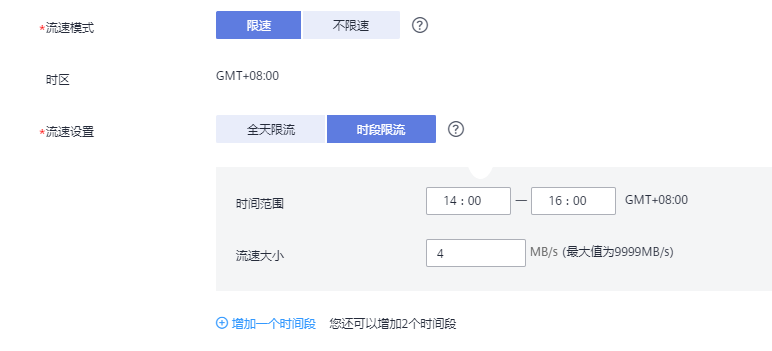 *流速模式 限速 不限速 ?
时区 GMT+08:00
*流速设置 全天限流 时段限流 ?
时间范围 14 : 00 — 16 : 00 GMT+08:00
流速大小 4 MB/s (最大值为9999MB/s)
增加一个时间段 您还可以增加2个时间段